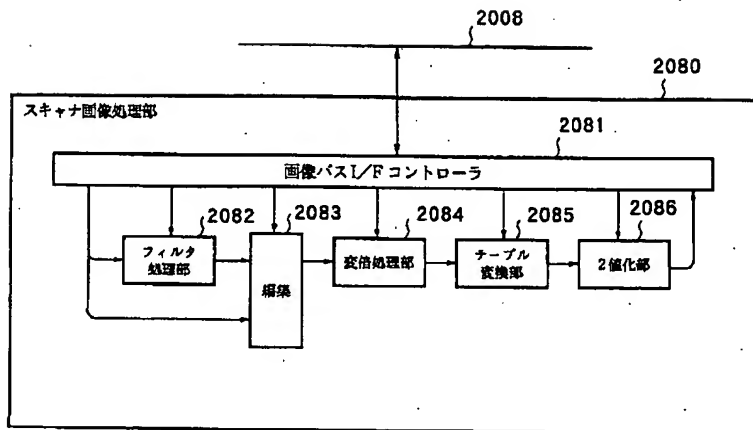 2008
2080
スキャナ画像処理部
2081
画像バスI/Fコントローラ
2082
2083
2084
2085
2086
フィルタ
処理部
編集
変倍処理部
テーブル
変換部
2値化部